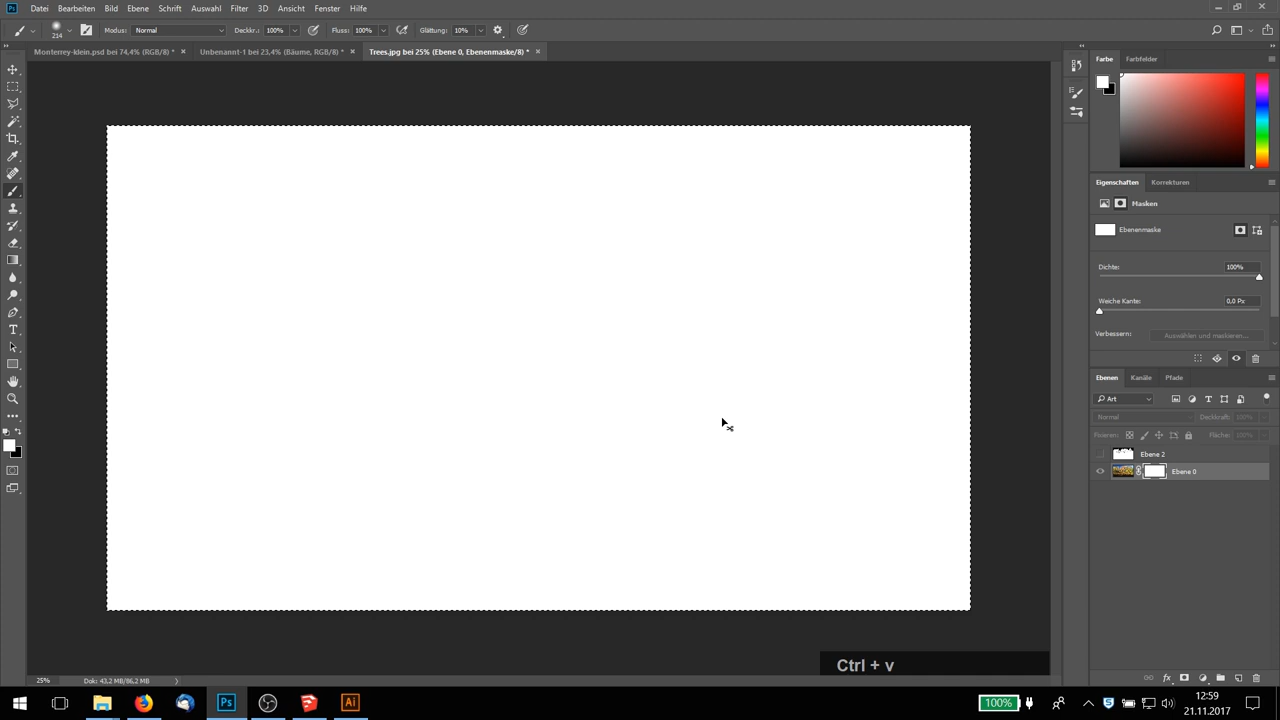 Ps Datei Bearbeiten Bild Ebene Schrift Auswahl Filter 3D Ansicht Fenster Hilfe
214 Modus: Normal Deckkr.: 100% Fluss: 100% Glättung: 10%
Monterrey-klein.psd bei 74,4% (RGB/8) * × Unbenannt-1 bei 23,4% (Bäume, RGB/8) * × Trees.jpg bei 25% (Ebene 0, Ebenenmaske/8) * ×
Farbe Farbfelder
Eigenschaften Korrekturen
Masken
Ebenenmaske
Dichte: 100%
Weiche Kante: 0,0 Px
Verbessern: Auswählen und maskieren...
Ebenen Kanäle Pfade
Art
Normal Deckkraft: 100%
Fixieren: Fläche: 100%
Ebene 2
Ebene 0
Ctrl + v
25% Dok: 43,2 MB/86,2 MB
Ps Ai 100% 12:59
21.11.2017